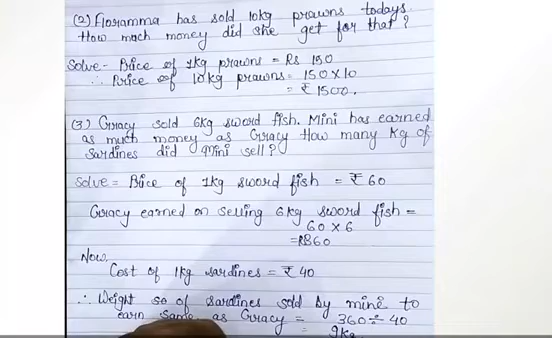 (2) Floramma has sold 10kg prawns todays.
How much money did she get for that?
Solve - Price of 1kg prawns = Rs 150
∴ Price of 10kg prawns = 150 × 10
= ₹ 1500.
(3) Gracy sold 6kg sword fish. Mini has earned
as much money as Gracy How many Kg of
Sardines did mini sell?
Solve = Price of 1kg sword fish = ₹ 60
Gracy earned on selling 6kg sword fish =
60 × 6
= Rs 360
Now,
Cost of 1kg sardines = ₹ 40
∴ Weight so of sardines sold by mine to
earn same as Gracy = 360 ÷ 40
= 9kg